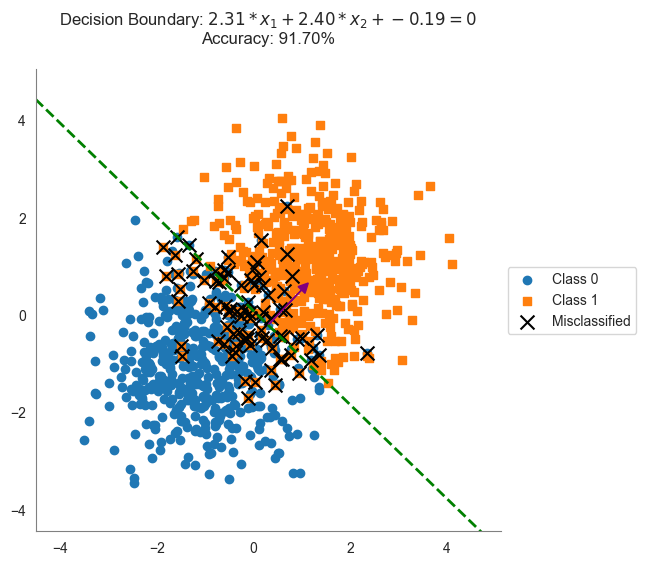 Decision Boundary: 2.31 * x₁ + 2.40 * x₂ + −0.19 = 0
Accuracy: 91.70%
4
2
0
−2
−4
−4
−2
0
2
4
Class 0
Class 1
Misclassified